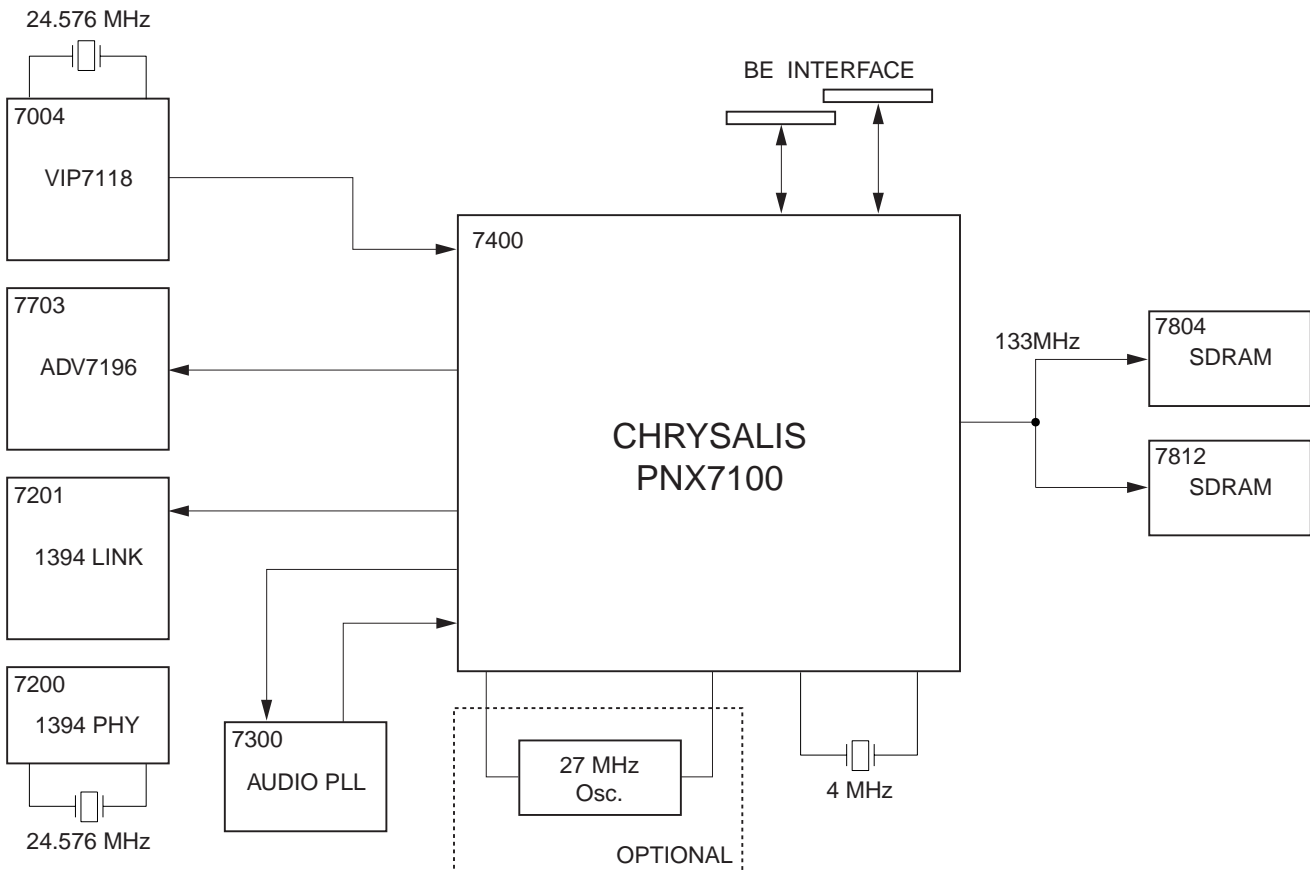 24.576 MHz
7004
VIP7118
BE INTERFACE
7400
CHRYSALIS
PNX7100
7703
ADV7196
133MHz
7804
SDRAM
7812
SDRAM
7201
1394 LINK
7200
1394 PHY
24.576 MHz
7300
AUDIO PLL
27 MHz
Osc.
OPTIONAL
4 MHz